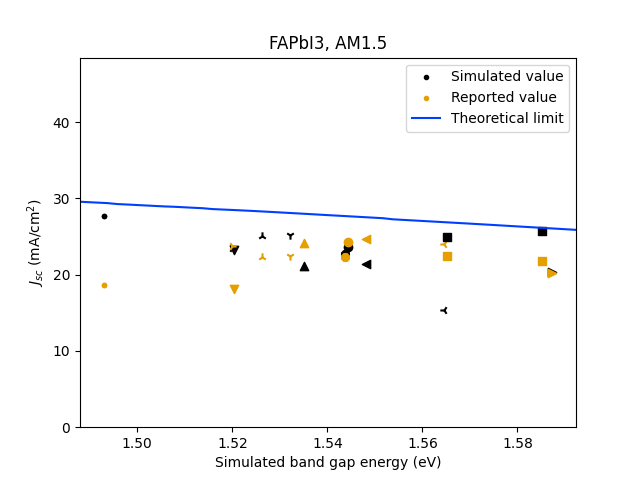 FAPbI3, AM1.5
Simulated value
Reported value
Theoretical limit
40
30
20
10
0
J_sc (mA/cm²)
1.50 1.52 1.54 1.56 1.58
Simulated band gap energy (eV)